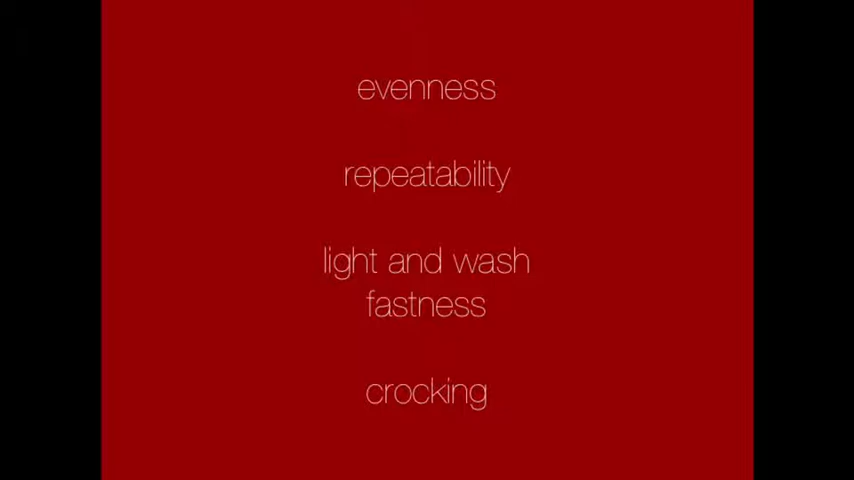 evenness
repeatability
light and wash
fastness
crocking